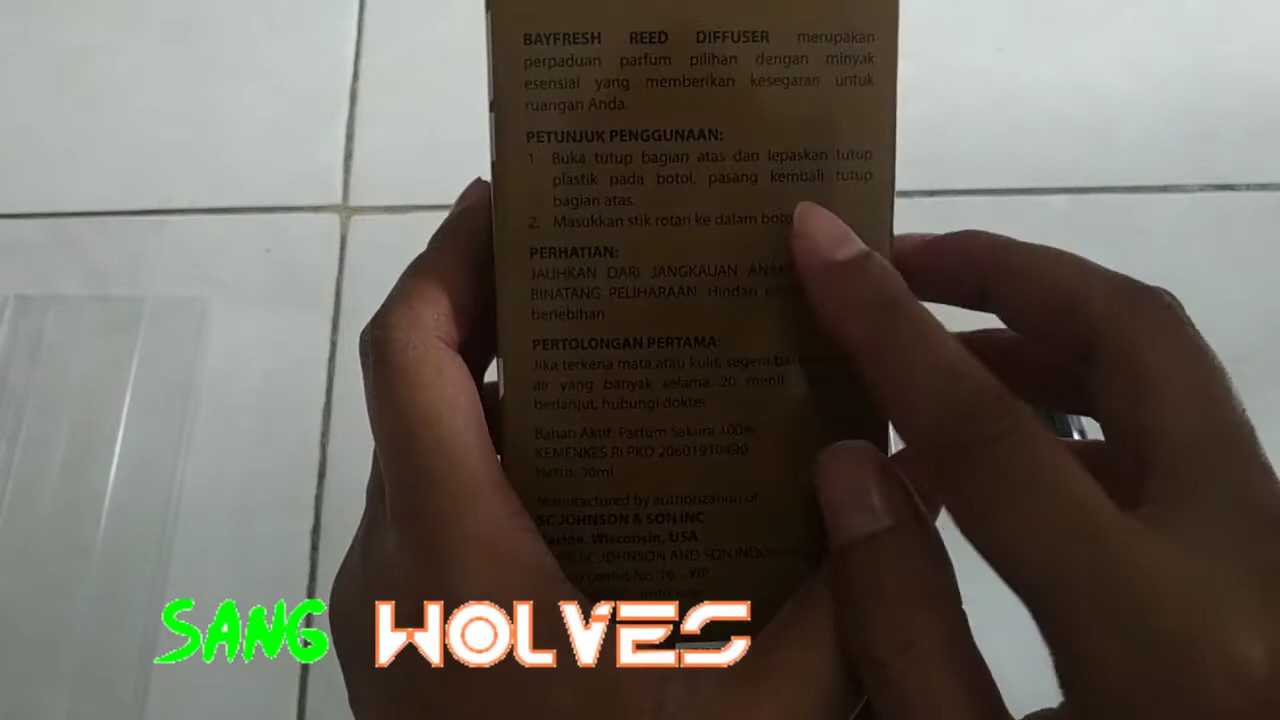 BAYFRESH REED DIFFUSER merupakan
perpaduan parfum pilihan dengan minyak
esensial yang memberikan kesegaran untuk
ruangan Anda.
PETUNJUK PENGGUNAAN:
1 Buka tutup bagian atas dan lepaskan tutup
plastik pada botol, pasang kembali tutup
bagian atas.
2. Masukkan stik rotan ke dalam
PERHATIAN:
JAUHKAN DARI JANGKAUAN
BINATANG PELIHARAAN. Hindari
berlebihan
PERTOLONGAN PERTAMA:
Jika terkena mata atau kulit, segera
air yang banyak selama 20 menit
berlanjut, hubungi dokter
Bahan Aktif: Parfum Sakura 100%
KEMENKES RI PKD 20601910490
Netto:
Manufactured by authorization of
SC JOHNSON & SON INC
Racine, Wisconsin, USA
SC JOHNSON AND SON
No. 16 -
SANG WOLVES